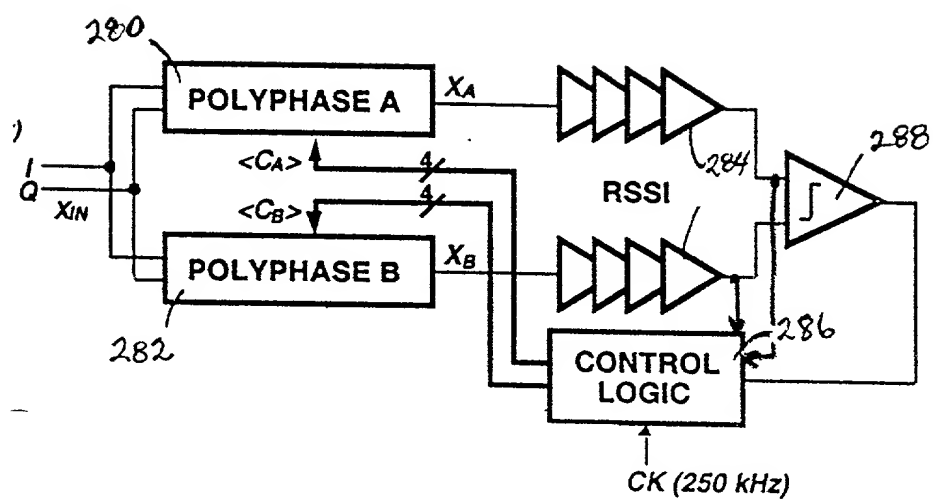 280
POLYPHASE A
XA
)
I
Q
XIN
<CA>
4
284
288
RSSI
<CB>
4
POLYPHASE B
XB
282
286
CONTROL
LOGIC
CK (250 kHz)